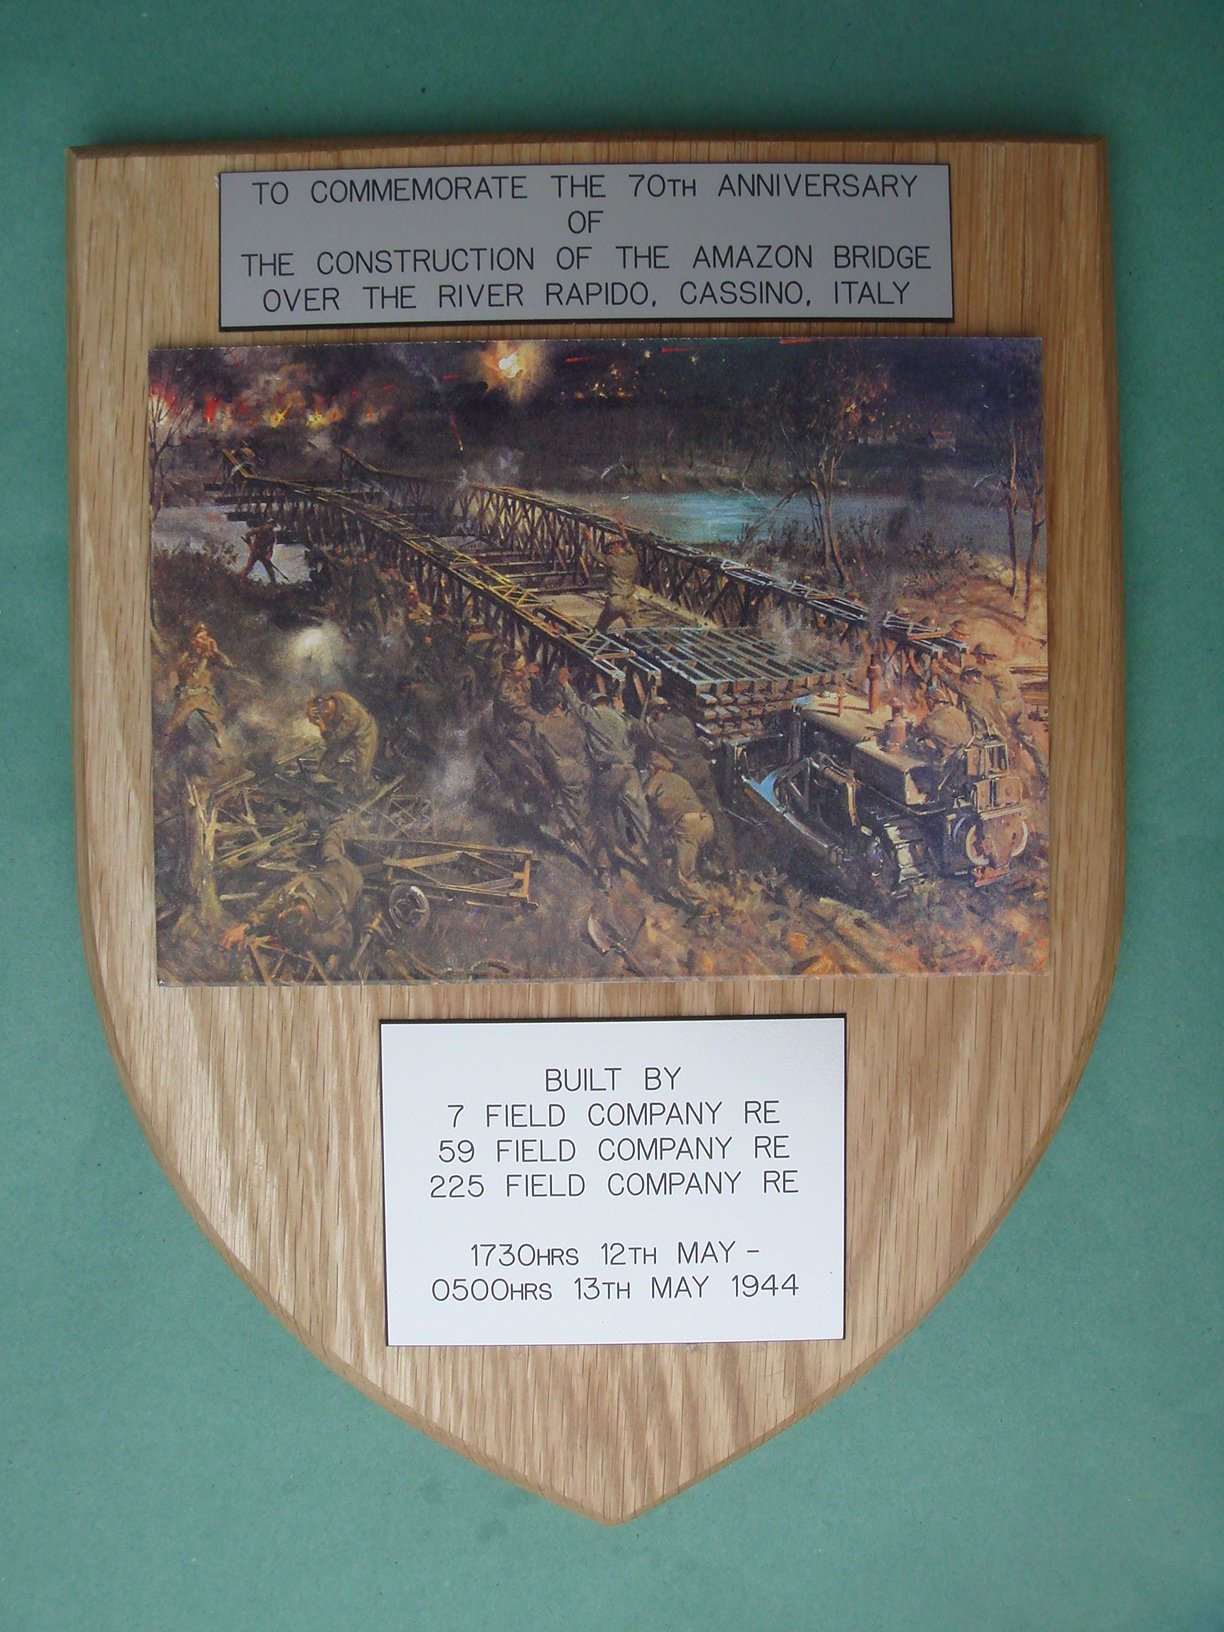 TO COMMEMORATE THE 70TH ANNIVERSARY
OF
THE CONSTRUCTION OF THE AMAZON BRIDGE
OVER THE RIVER RAPIDO, CASSINO, ITALY
BUILT BY
7 FIELD COMPANY RE
59 FIELD COMPANY RE
225 FIELD COMPANY RE
1730HRS 12TH MAY –
0500HRS 13TH MAY 1944